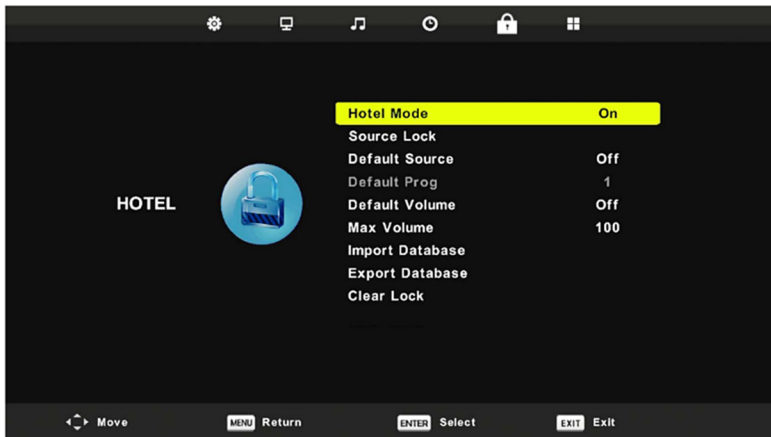 Hotel Mode On
Source Lock
Default Source Off
Default Prog 1
HOTEL
Default Volume Off
Max Volume 100
Import Database
Export Database
Clear Lock
Move MENU Return ENTER Select EXIT Exit